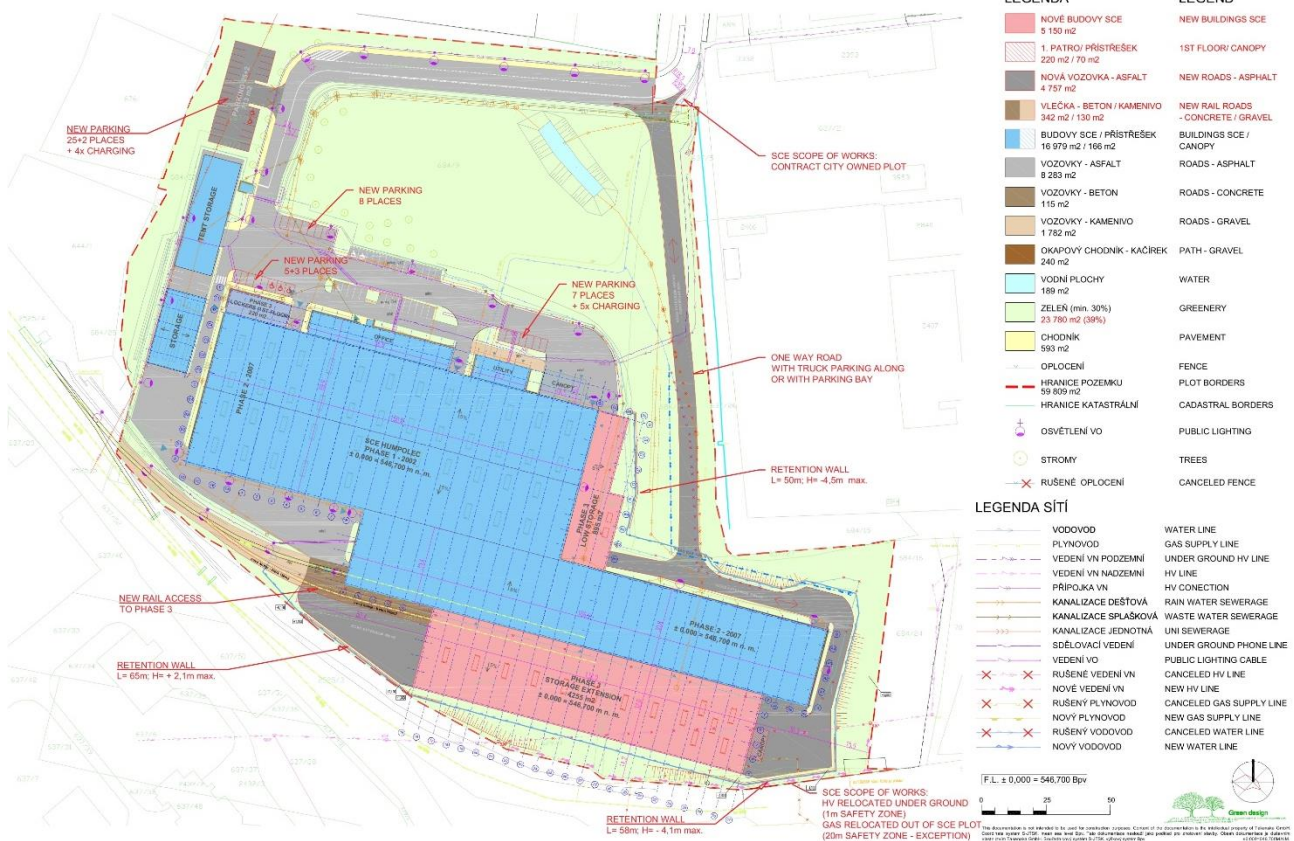 LEGENDA LEGEND
NOVÉ BUDOVY SCE NEW BUILDINGS SCE
5 150 m2
1. PATRO/ PŘÍSTŘEŠEK 1ST FLOOR/ CANOPY
220 m2 / 70 m2
NOVÁ VOZOVKA - ASFALT NEW ROADS - ASPHALT
4 757 m2
VLEČKA - BETON / KAMENIVO NEW RAIL ROADS
342 m2 / 130 m2 - CONCRETE / GRAVEL
BUDOVY SCE / PŘÍSTŘEŠEK BUILDINGS SCE /
16 979 m2 / 166 m2 CANOPY
VOZOVKY - ASFALT ROADS - ASPHALT
8 283 m2
VOZOVKY - BETON ROADS - CONCRETE
115 m2
VOZOVKY - KAMENIVO ROADS - GRAVEL
1 782 m2
OKAPOVÝ CHODNÍK - KAČÍREK PATH - GRAVEL
240 m2
VODNÍ PLOCHY WATER
189 m2
ZELEŇ (min. 30%) GREENERY
23 780 m2 (39%)
CHODNÍK PAVEMENT
593 m2
OPLOCENÍ FENCE
HRANICE POZEMKU PLOT BORDERS
59 809 m2
HRANICE KATASTRÁLNÍ CADASTRAL BORDERS
OSVĚTLENÍ VO PUBLIC LIGHTING
STROMY TREES
RUŠENÉ OPLOCENÍ CANCELED FENCE
LEGENDA SÍTÍ
VODOVOD WATER LINE
PLYNOVOD GAS SUPPLY LINE
VEDENÍ VN PODZEMNÍ UNDER GROUND HV LINE
VEDENÍ VN NADZEMNÍ HV LINE
PŘÍPOJKA VN HV CONECTION
KANALIZACE DEŠŤOVÁ RAIN WATER SEWERAGE
KANALIZACE SPLAŠKOVÁ WASTE WATER SEWERAGE
KANALIZACE JEDNOTNÁ UNI SEWERAGE
SDĚLOVACÍ VEDENÍ UNDER GROUND PHONE LINE
VEDENÍ VO PUBLIC LIGHTING CABLE
RUŠENÉ VEDENÍ VN CANCELED HV LINE
NOVÉ VEDENÍ VN NEW HV LINE
RUŠENÝ PLYNOVOD CANCELED GAS SUPPLY LINE
NOVÝ PLYNOVOD NEW GAS SUPPLY LINE
RUŠENÝ VODOVOD CANCELED WATER LINE
NOVÝ VODOVOD NEW WATER LINE
F.L. ± 0,000 = 546,700 Bpv
0 25 50
Green design
NEW PARKING
25+2 PLACES
+ 4x CHARGING
NEW PARKING
8 PLACES
NEW PARKING
5+3 PLACES
NEW PARKING
7 PLACES
+ 5x CHARGING
SCE SCOPE OF WORKS:
CONTRACT CITY OWNED PLOT
ONE WAY ROAD
WITH TRUCK PARKING ALONG
OR WITH PARKING BAY
RETENTION WALL
L= 50m; H= -4,5m max.
TENT STORAGE
STORAGE
OFFICE
UTILITY
CANOPY
PHASE 2 - 2007
SCE HUMPOLEC
PHASE 1 - 2002
± 0,000 = 546,700 m n. m.
PHASE 3
LOW STORAGE
895 m2
PHASE 2 - 2007
± 0,000 = 546,700 m n. m.
PHASE 3
STORAGE EXTENSION
4255 m2
± 0,000 = 546,700 m n. m.
CANOPY
NEW RAIL ACCESS
TO PHASE 3
RETENTION WALL
L= 65m; H= + 2,1m max.
RETENTION WALL
L= 58m; H= - 4,1m max.
SCE SCOPE OF WORKS:
HV RELOCATED UNDER GROUND
(1m SAFETY ZONE)
GAS RELOCATED OUT OF SCE PLOT
(20m SAFETY ZONE - EXCEPTION)